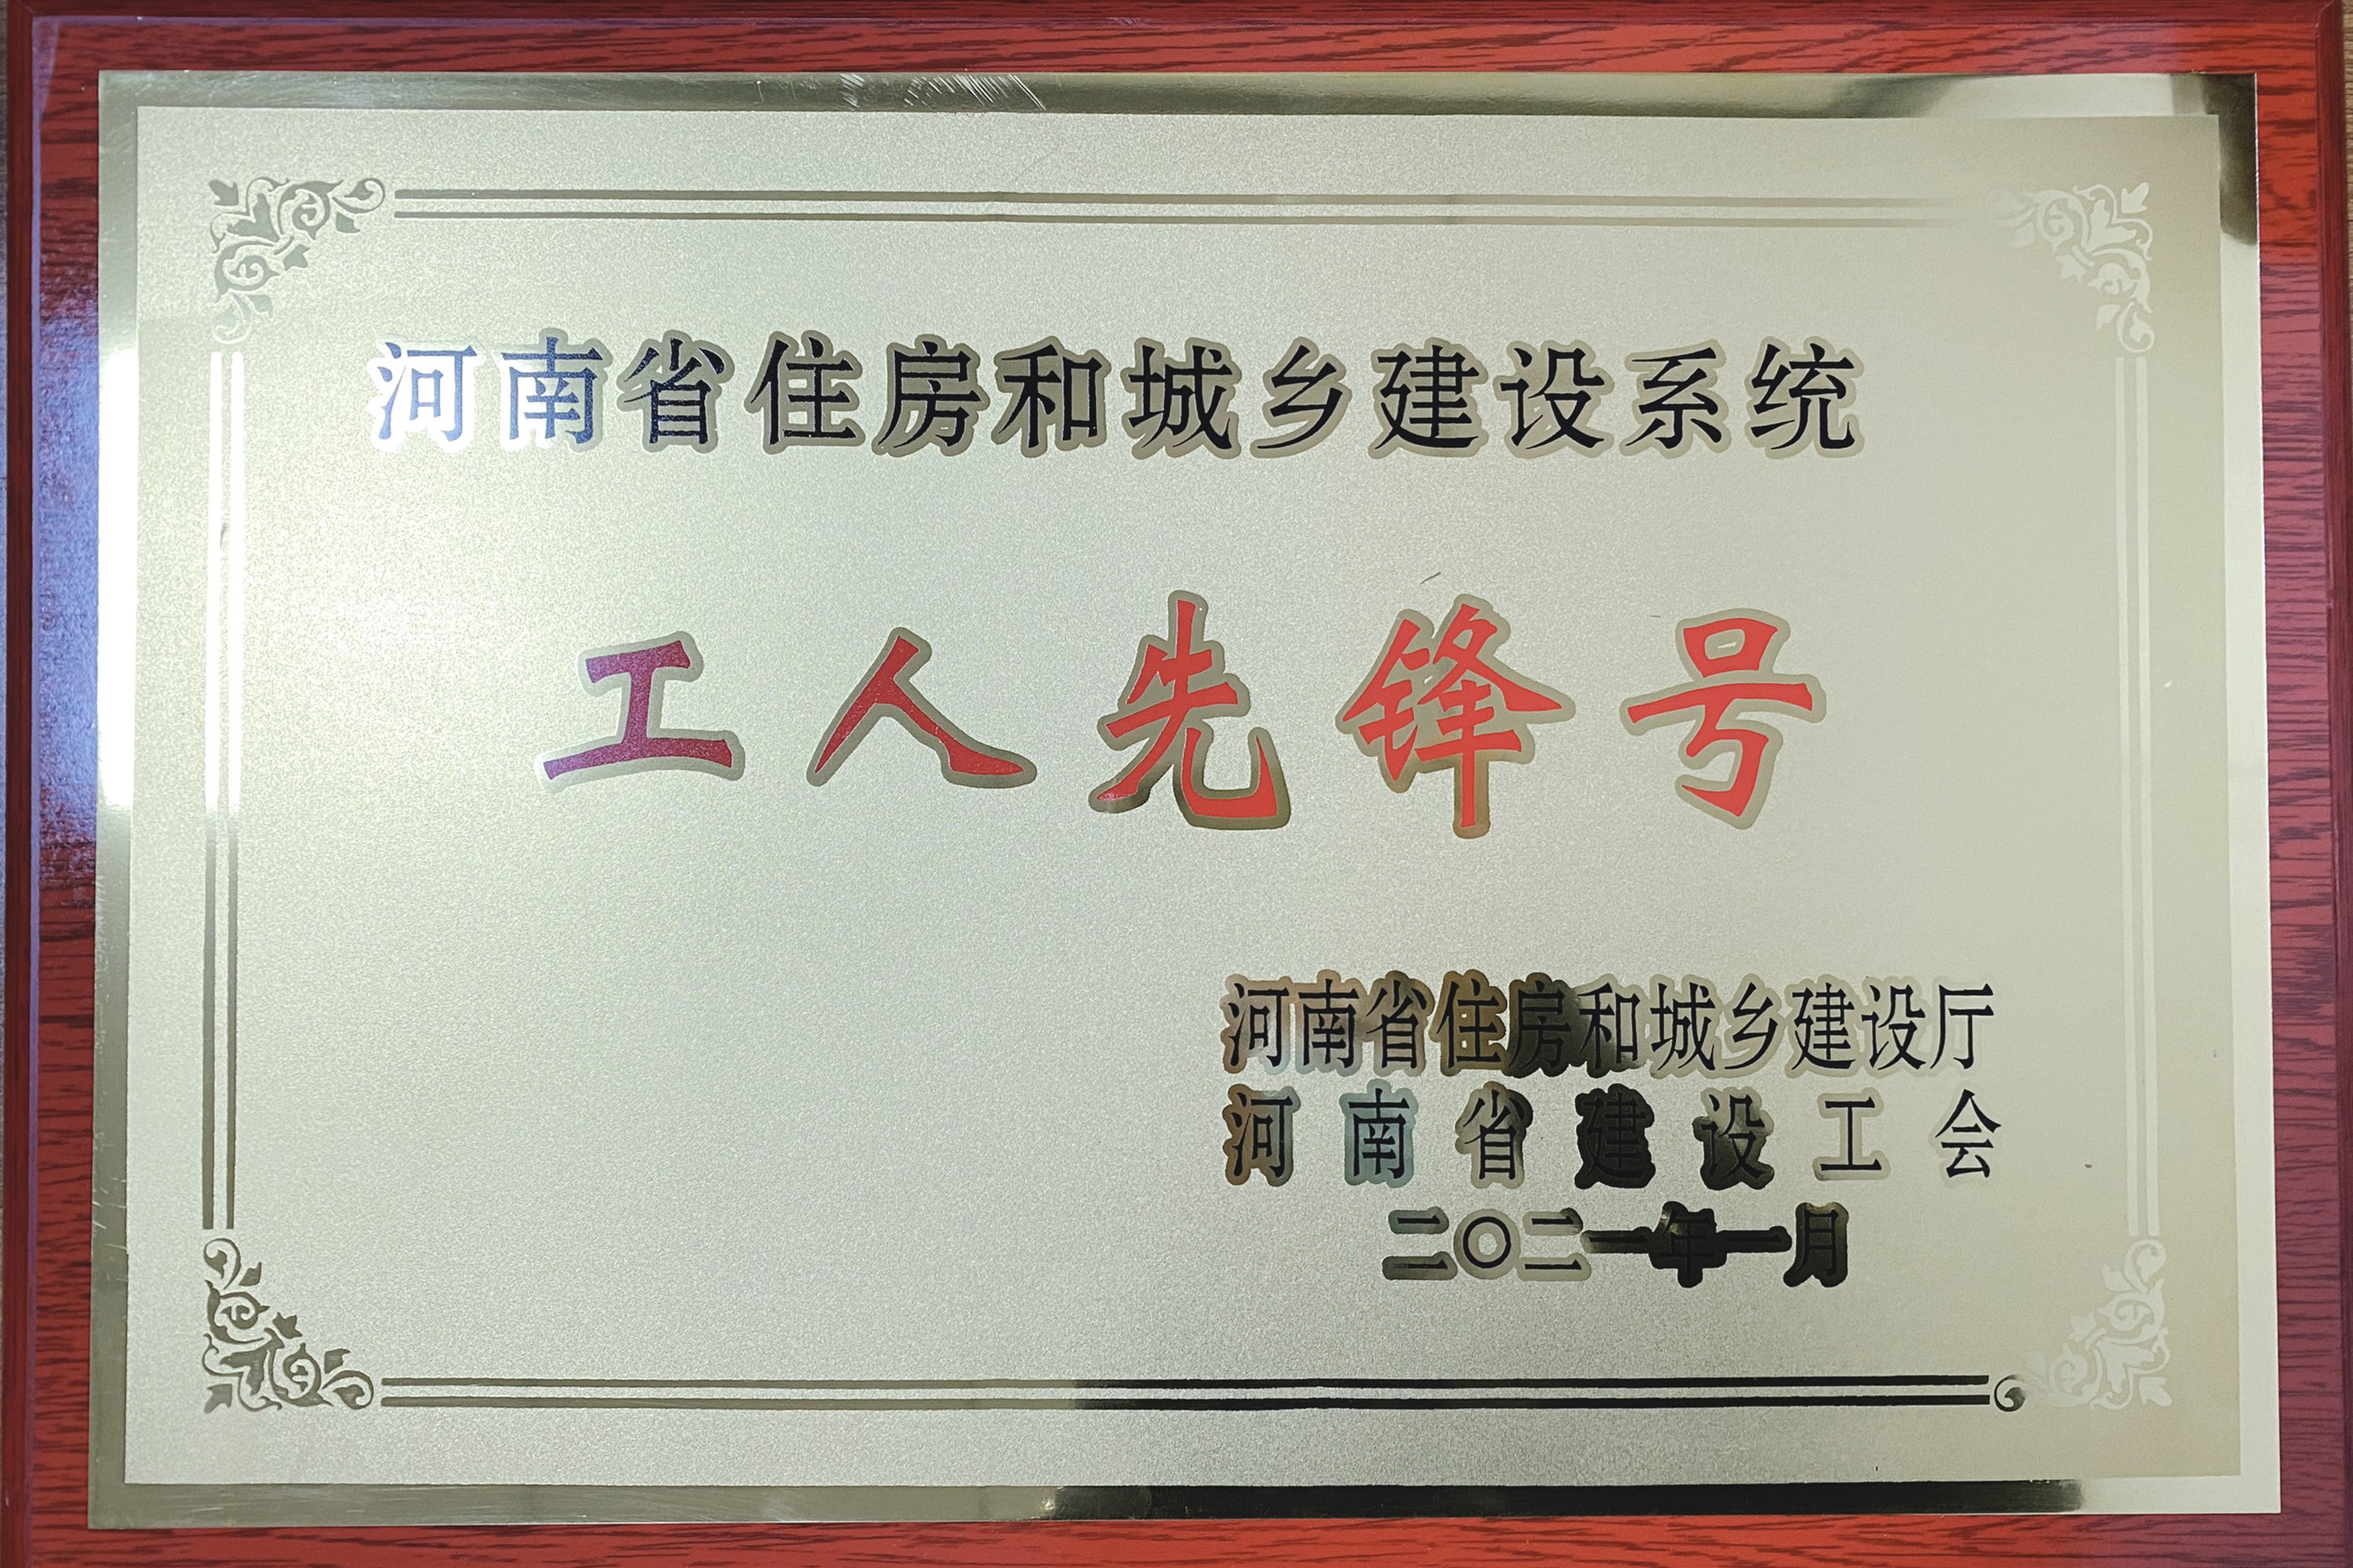 河南省住房和城乡建设系统
工人先锋号
河南省住房和城乡建设厅
河南省建设工会
二〇二一年一月